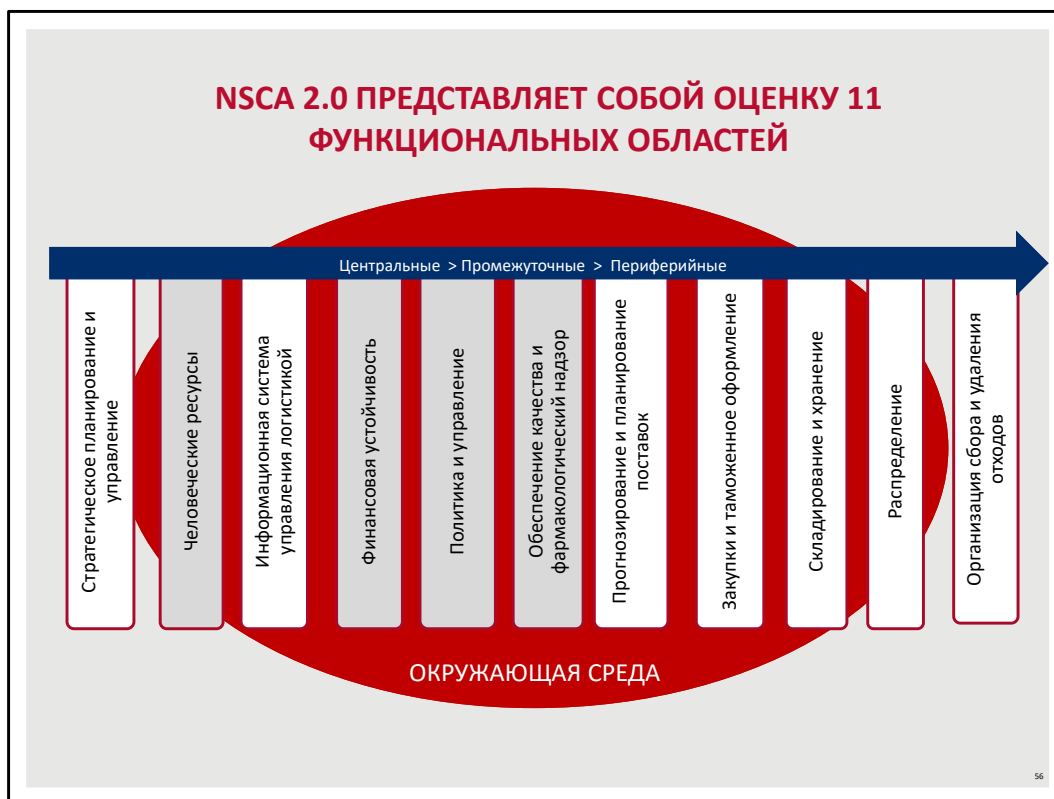 NSCA 2.0 ПРЕДСТАВЛЯЕТ СОБОЙ ОЦЕНКУ 11
ФУНКЦИОНАЛЬНЫХ ОБЛАСТЕЙ
Центральные > Промежуточные > Периферийные
Стратегическое планирование и
управление
Человеческие ресурсы
Информационная система
управления логистикой
Финансовая устойчивость
Политика и управление
Обеспечение качества и
фармакологический надзор
Прогнозирование и планирование
поставок
Закупки и таможенное оформление
Складирование и хранение
Распределение
Организация сбора и удаления
отходов
ОКРУЖАЮЩАЯ СРЕДА
56